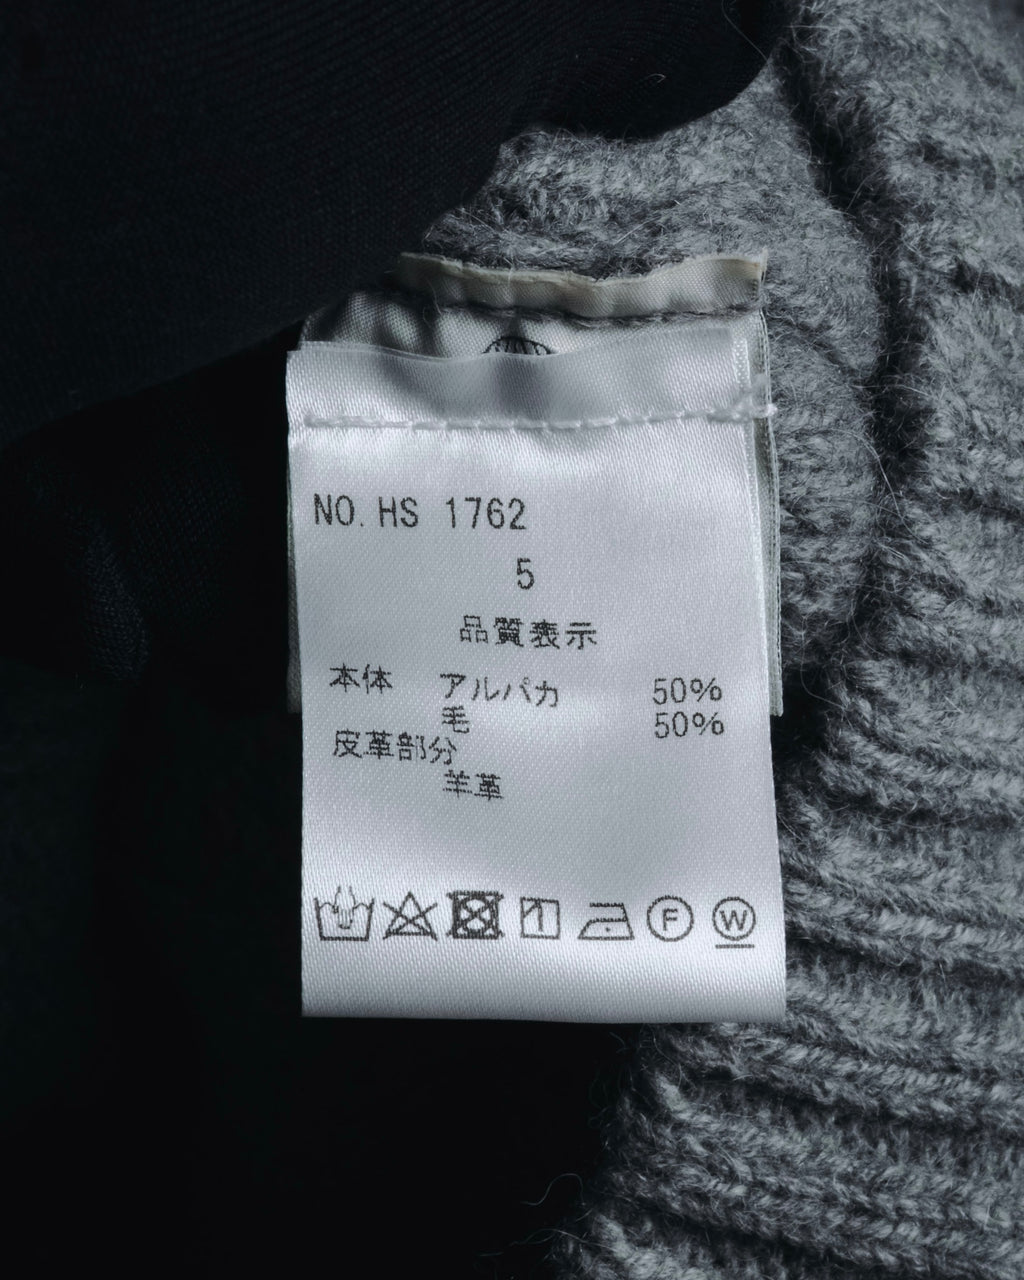 NO. HS 1762
5
品質表示
本体 アルパカ 50%
毛 50%
皮革部分
羊革
F W